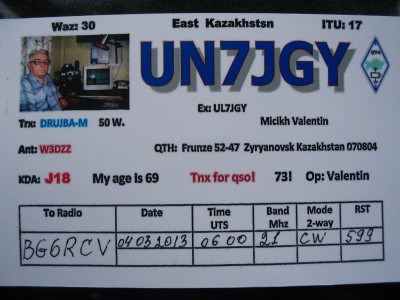 Waz: 30 East Kazakhstsn ITU: 17
UN7JGY
Ex: UL7JGY
Trx: DRUJBA-M 50 W. Micikh Valentin
Ant: W3DZZ QTH: Frunze 52-47 Zyryanovsk Kazakhstan 070804
KDA: J18 My age is 69 Tnx for qso! 73! Op: Valentin
To Radio Date Time UTS Band Mhz Mode 2-way RST
BG6RCV 04 03 2013 06 00 21 CW 599